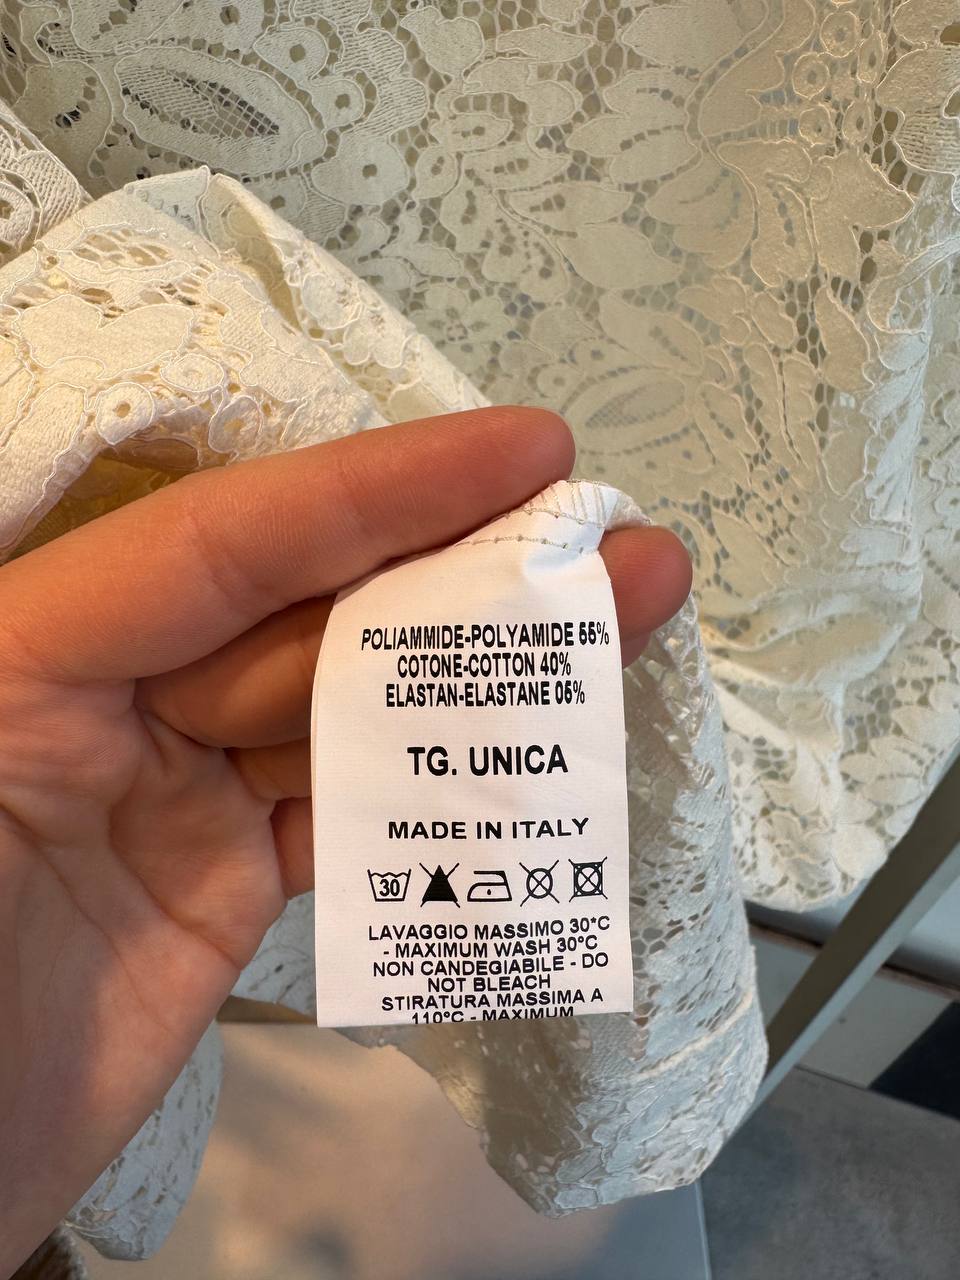 POLIAMMIDE-POLYAMIDE 55%
COTONE-COTTON 40%
ELASTAN-ELASTANE 05%
TG. UNICA
MADE IN ITALY
30
LAVAGGIO MASSIMO 30°C
- MAXIMUM WASH 30°C
NON CANDEGIABILE - DO
NOT BLEACH
STIRATURA MASSIMA A
110°C - MAXIMUM